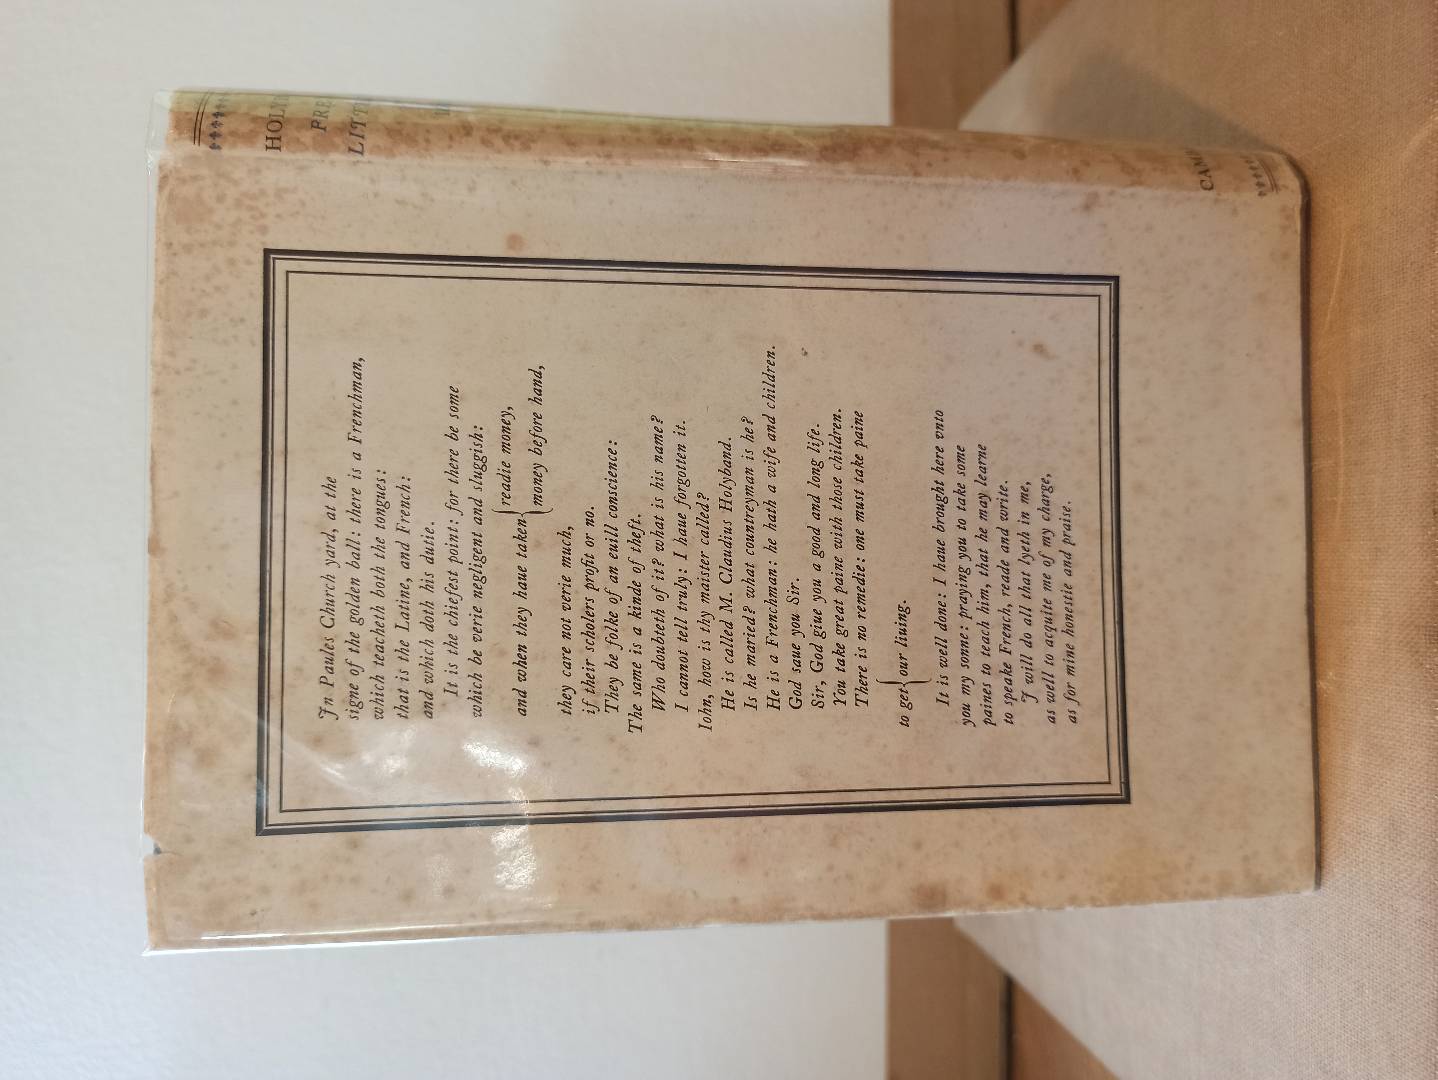 In Paules Church yard, at the
signe of the golden ball: there is a Frenchman,
which teacheth both the tongues:
that is the Latine, and French:
and which doth his dutie.
It is the chiefest point: for there be some
which be verie negligent and sluggish:
and when they haue taken { readie money,
{ money before hand,
they care not verie much,
if their scholers profit or no.
They be folke of an euill conscience:
The same is a kinde of theft.
Who doubteth of it? what is his name?
I cannot tell truly: I haue forgotten it.
Iohn, how is thy maister called?
He is called M. Claudius Holyband.
Is he maried? what countreyman is he?
He is a Frenchman: he hath a wife and children.
God saue you Sir.
Sir, God giue you a good and long life.
You take great paine with those children.
There is no remedie: one must take paine
to get { our liuing.
It is well done: I haue brought here vnto
you my sonne: praying you to take some
paines to teach him, that he may learne
to speake French, reade and write.
I will do all that lyeth in me,
as well to acquite me of my charge,
as for mine honestie and praise.
HOLY
FRE
LITT
CAM